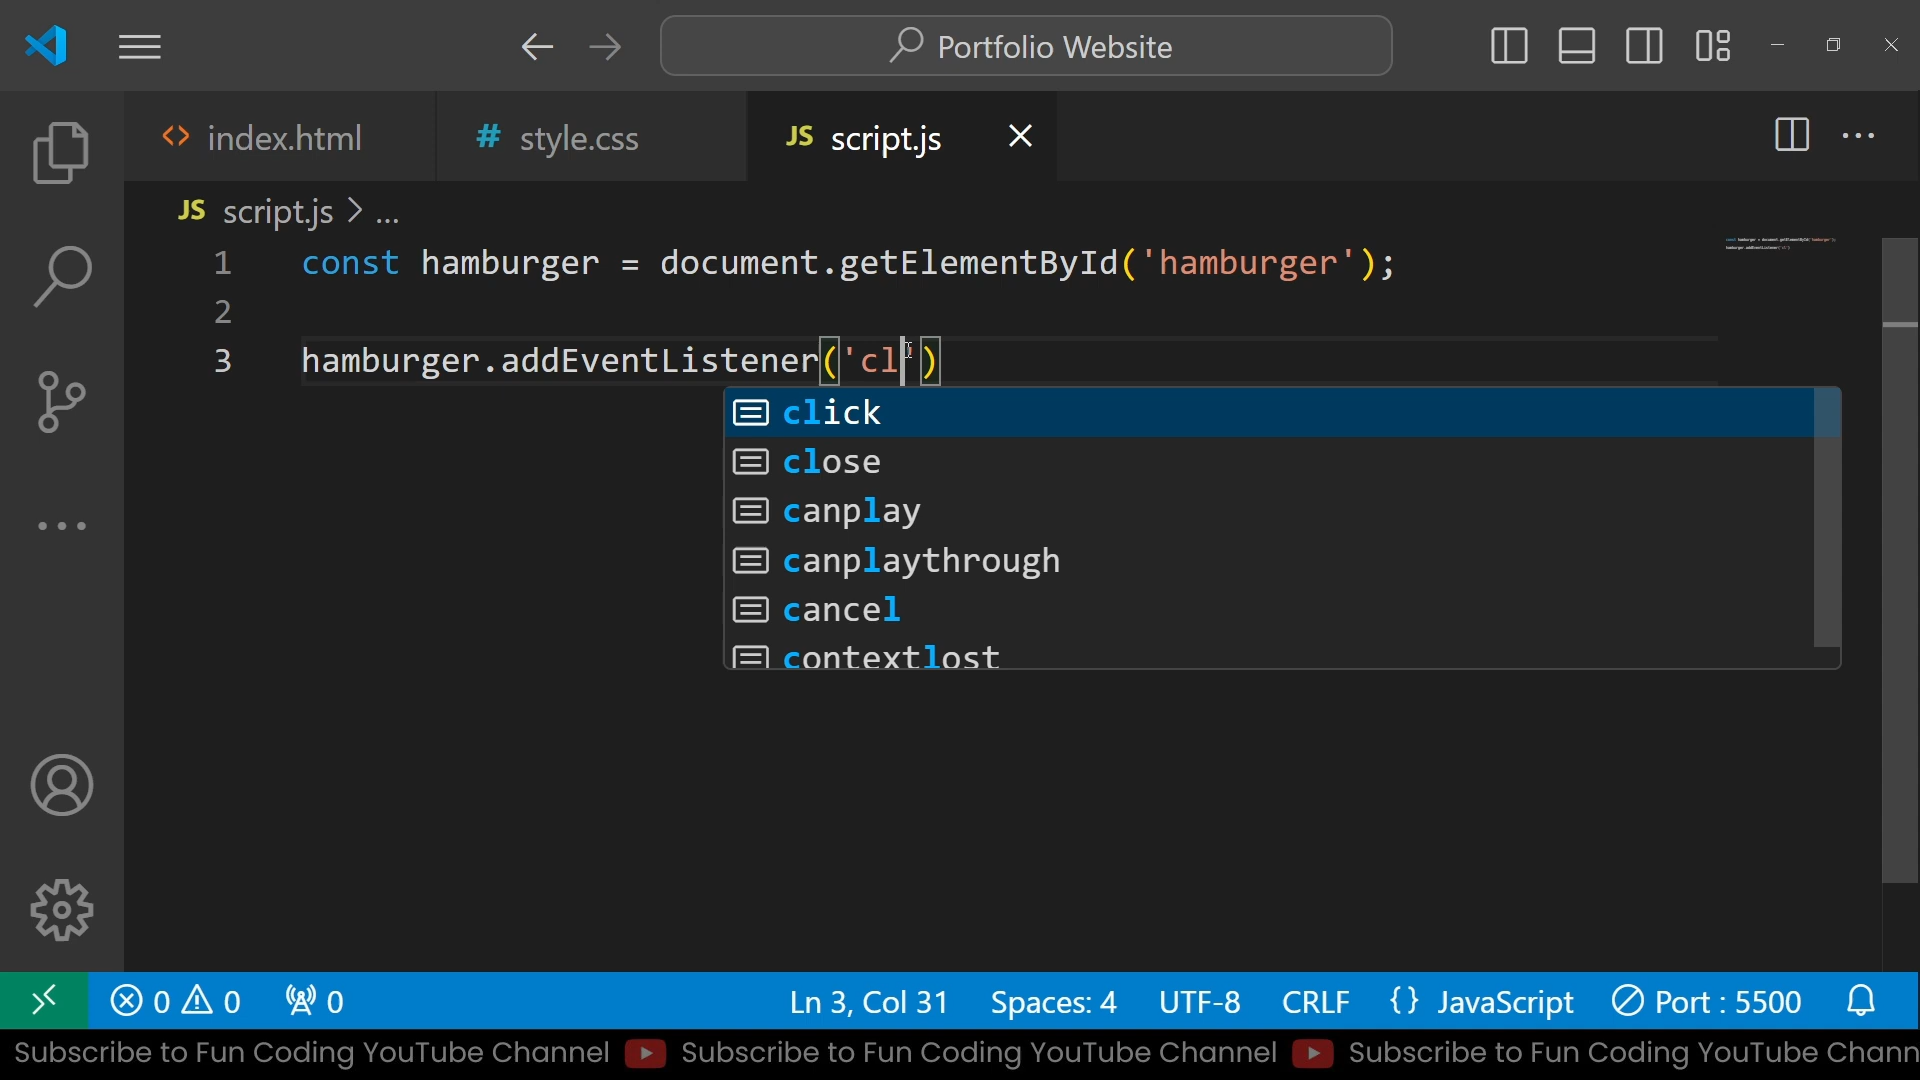 Portfolio Website
index.html
# style.css
JS script.js
JS script.js > ...
1 const hamburger = document.getElementById('hamburger');
2
3 hamburger.addEventListener('cl')
click
close
canplay
canplaythrough
cancel
contextlost
0 0 0 Ln 3, Col 31 Spaces: 4 UTF-8 CRLF {} JavaScript Port : 5500
Subscribe to Fun Coding YouTube Channel Subscribe to Fun Coding YouTube Channel Subscribe to Fun Coding YouTube Chann